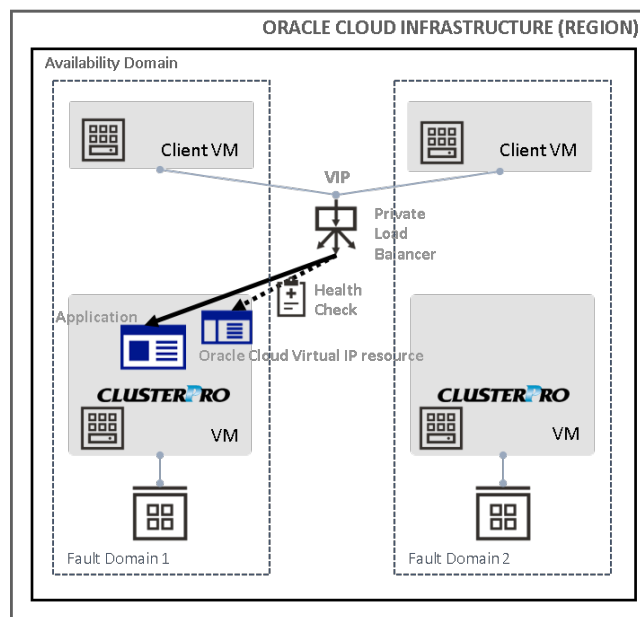 ORACLE CLOUD INFRASTRUCTURE (REGION)
Availability Domain
Client VM
Client VM
VIP
Private
Load
Balancer
Health
Check
Application
Oracle Cloud Virtual IP resource
CLUSTERPRO
VM
CLUSTERPRO
VM
Fault Domain 1
Fault Domain 2